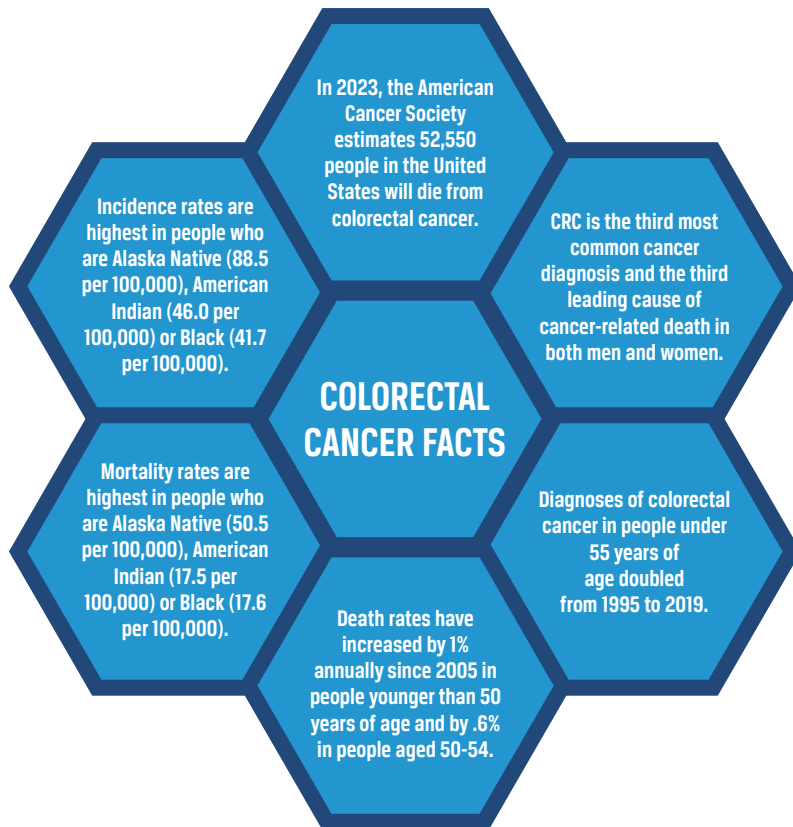 In 2023, the American
Cancer Society
estimates 52,550
people in the United
States will die from
colorectal cancer.
Incidence rates are
highest in people who
are Alaska Native (88.5
per 100,000), American
Indian (46.0 per
100,000) or Black (41.7
per 100,000).
CRC is the third most
common cancer
diagnosis and the third
leading cause of
cancer-related death in
both men and women.
COLORECTAL
CANCER FACTS
Mortality rates are
highest in people who
are Alaska Native (50.5
per 100,000), American
Indian (17.5 per
100,000) or Black (17.6
per 100,000).
Diagnoses of colorectal
cancer in people under
55 years of
age doubled
from 1995 to 2019.
Death rates have
increased by 1%
annually since 2005 in
people younger than 50
years of age and by .6%
in people aged 50-54.